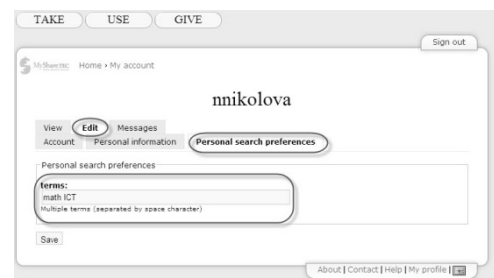 TAKE USE GIVE
Sign out
MyShareTEC Home › My account
nnikolova
View Edit Messages
Account Personal information Personal search preferences
Personal search preferences
terms:
math ICT
Multiple terms (separated by space character)
Save
About | Contact | Help | My profile |